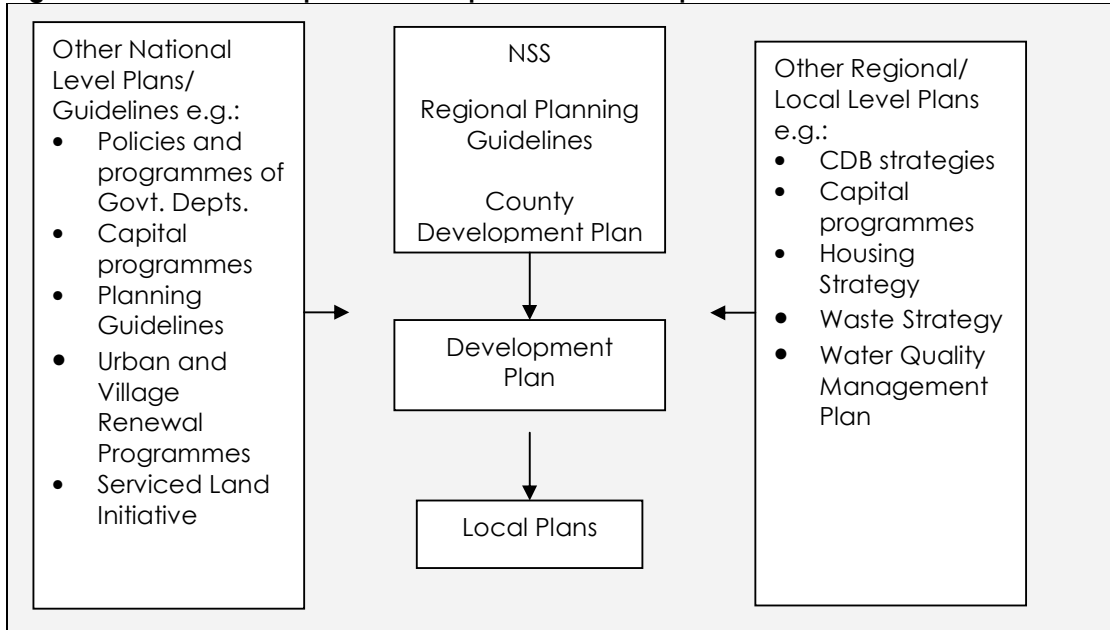 Other National
Level Plans/
Guidelines e.g.:
• Policies and
programmes of
Govt. Depts.
• Capital
programmes
• Planning
Guidelines
• Urban and
Village
Renewal
Programmes
• Serviced Land
Initiative
NSS
Regional Planning
Guidelines
County
Development Plan
Development
Plan
Local Plans
Other Regional/
Local Level Plans
e.g.:
• CDB strategies
• Capital
programmes
• Housing
Strategy
• Waste Strategy
• Water Quality
Management
Plan